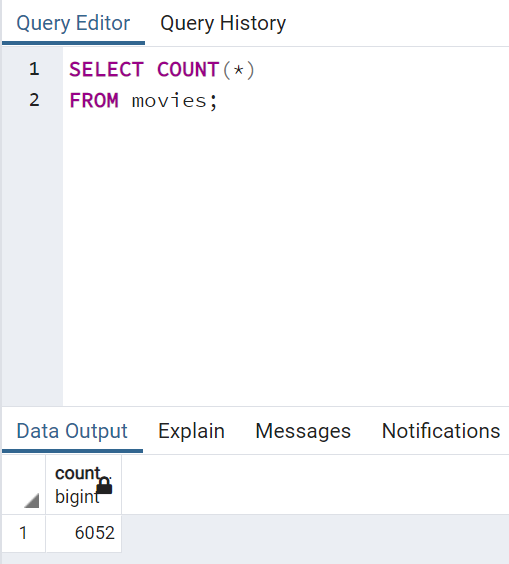 Query Editor Query History
1 SELECT COUNT(*)
2 FROM movies;
Data Output Explain Messages Notifications
count
bigint
1 6052